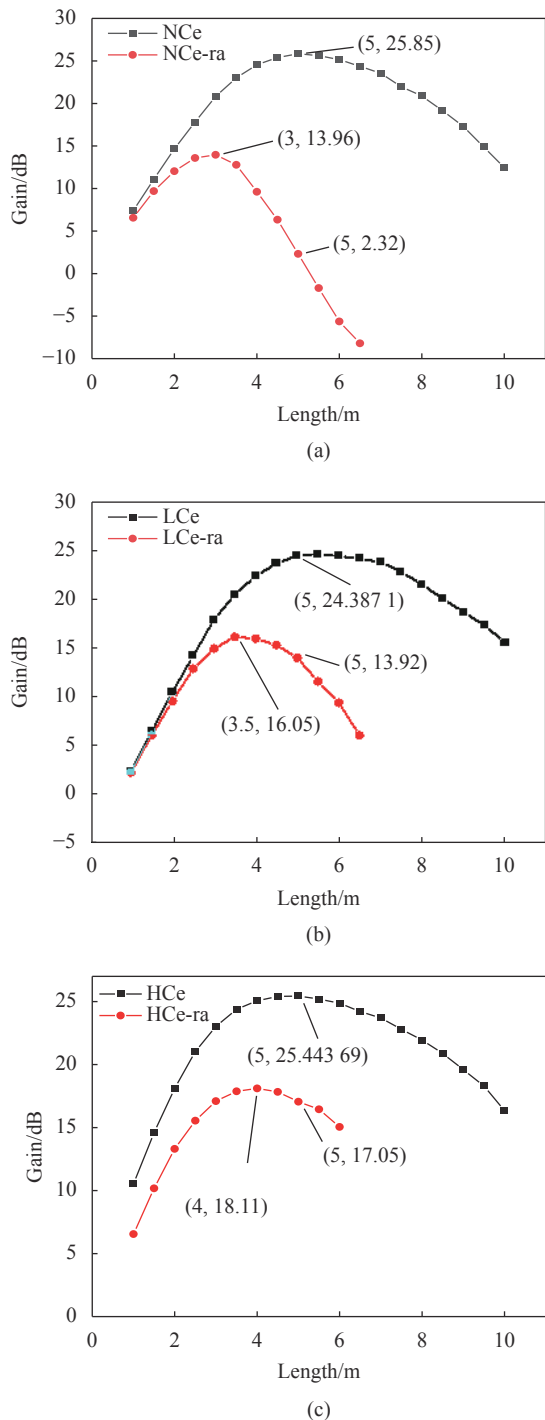 30
NCe
NCe-ra
(5, 25.85)
25
20
15
(3, 13.96)
10
5
(5, 2.32)
0
−5
−10
Gain/dB
0 2 4 6 8 10
Length/m
(a)
30
LCe
LCe-ra
25
(5, 24.387 1)
20
15
(5, 13.92)
(3.5, 16.05)
10
5
0
−5
Gain/dB
0 2 4 6 8 10
Length/m
(b)
HCe
HCe-ra
25
(5, 25.443 69)
20
15
(5, 17.05)
(4, 18.11)
10
5
0
Gain/dB
0 2 4 6 8 10
Length/m
(c)